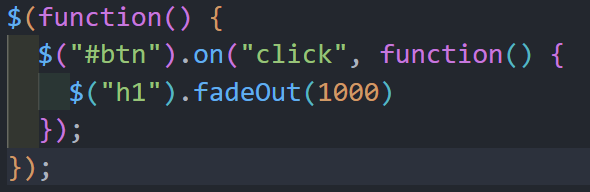 $(function() {
  $("#btn").on("click", function() {
    $("h1").fadeOut(1000)
  });
});